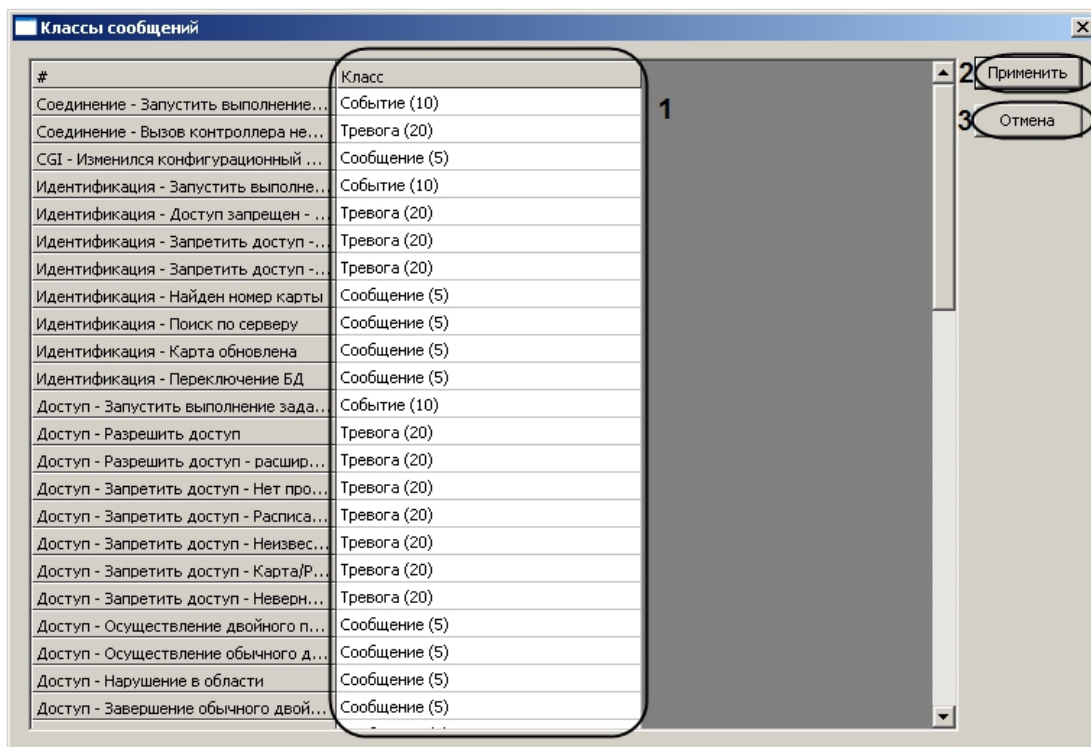 Классы сообщений
# Класс
1
2 Применить
3 Отмена
Соединение - Запустить выполнение... Событие (10)
Соединение - Вызов контроллера не... Тревога (20)
CGI - Изменился конфигурационный ... Сообщение (5)
Идентификация - Запустить выполне... Событие (10)
Идентификация - Доступ запрещен - ... Тревога (20)
Идентификация - Запретить доступ -... Тревога (20)
Идентификация - Запретить доступ -... Тревога (20)
Идентификация - Найден номер карты Сообщение (5)
Идентификация - Поиск по серверу Сообщение (5)
Идентификация - Карта обновлена Сообщение (5)
Идентификация - Переключение БД Сообщение (5)
Доступ - Запустить выполнение зада... Событие (10)
Доступ - Разрешить доступ Тревога (20)
Доступ - Разрешить доступ - расшир... Тревога (20)
Доступ - Запретить доступ - Нет про... Тревога (20)
Доступ - Запретить доступ - Расписа... Тревога (20)
Доступ - Запретить доступ - Неизвес... Тревога (20)
Доступ - Запретить доступ - Карта/Р... Тревога (20)
Доступ - Запретить доступ - Неверн... Тревога (20)
Доступ - Осуществление двойного п... Сообщение (5)
Доступ - Осуществление обычного д... Сообщение (5)
Доступ - Нарушение в области Сообщение (5)
Доступ - Завершение обычного двой... Сообщение (5)